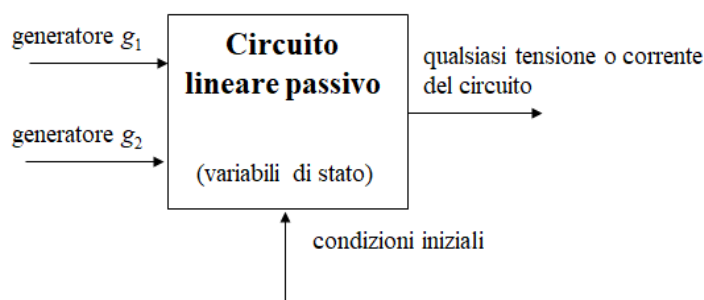 generatore g1
generatore g2
Circuito
lineare passivo
(variabili di stato)
qualsiasi tensione o corrente
del circuito
condizioni iniziali